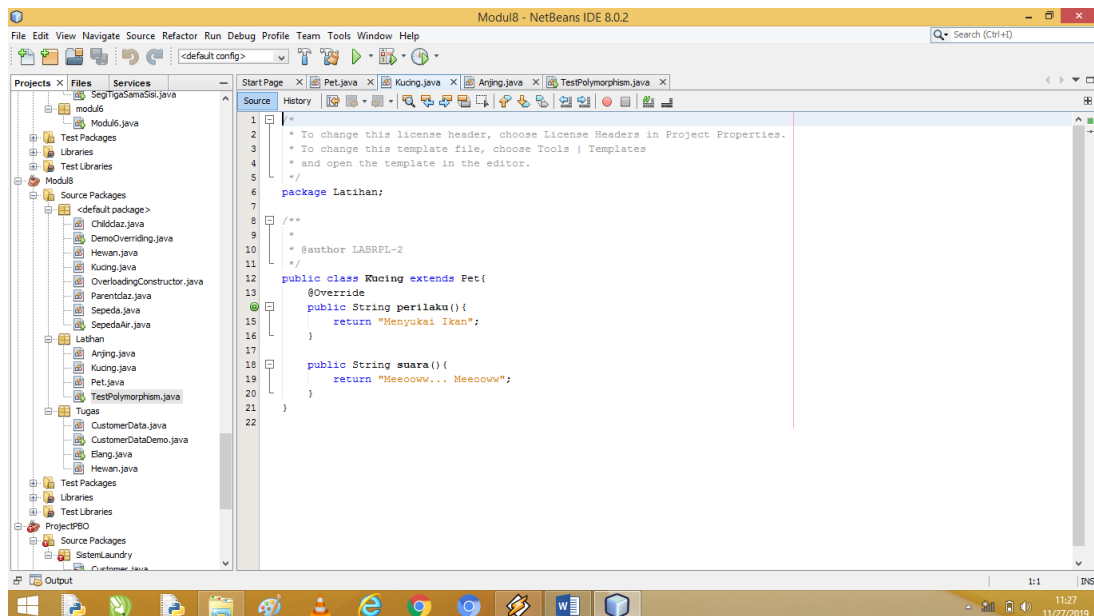 Modul8 - NetBeans IDE 8.0.2
File Edit View Navigate Source Refactor Run Debug Profile Team Tools Window Help
Search (Ctrl+I)
<default config>
Projects Files Services
Start Page Pet.java Kucing.java Anjing.java TestPolymorphism.java
Source History
SegiTigaSamaSisi.java
modul6
Modul6.java
Test Packages
Libraries
Test Libraries
Modul8
Source Packages
<default package>
Childclaz.java
DemoOverriding.java
Hewan.java
Kucing.java
OverloadingConstructor.java
Parentclaz.java
Sepeda.java
SepedaAir.java
Latihan
Anjing.java
Kucing.java
Pet.java
TestPolymorphism.java
Tugas
CustomerData.java
CustomerDataDemo.java
Elang.java
Hewan.java
Test Packages
Libraries
Test Libraries
ProjectPBO
Source Packages
SistemLaundry
Customer.java
1 /*
2 * To change this license header, choose License Headers in Project Properties.
3 * To change this template file, choose Tools | Templates
4 * and open the template in the editor.
5 */
6 package Latihan;
7
8 /**
9 *
10 * @author LABRPL-2
11 */
12 public class Kucing extends Pet{
13 @Override
public String perilaku(){
15 return "Menyukai Ikan";
16 }
17
18 public String suara(){
19 return "Meeooww... Meeooww";
20 }
21 }
22
Output
1:1 INS
11:27
11/27/2019